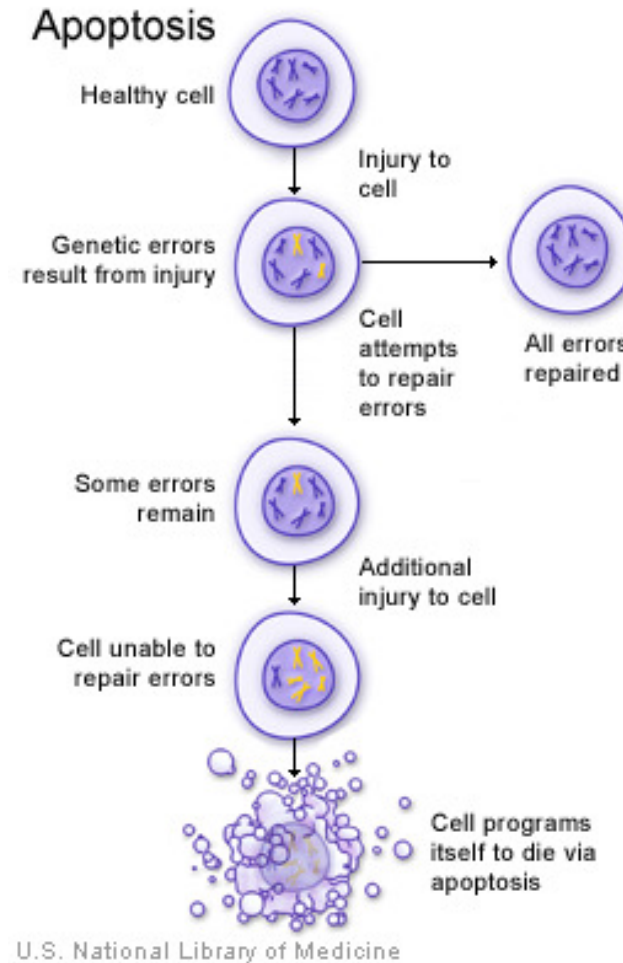 Apoptosis
Healthy cell
Injury to
cell
Genetic errors
result from injury
Cell
attempts
to repair
errors
All errors
repaired
Some errors
remain
Additional
injury to cell
Cell unable to
repair errors
Cell programs
itself to die via
apoptosis
U.S. National Library of Medicine